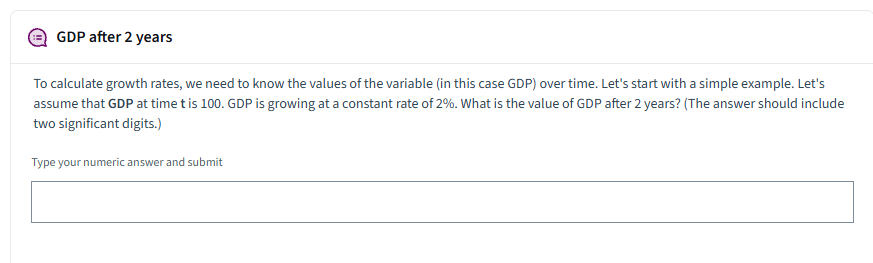 GDP after 2 years
To calculate growth rates, we need to know the values of the variable (in this case GDP) over time. Let's start with a simple example. Let's
assume that GDP at time t is 100. GDP is growing at a constant rate of 2%. What is the value of GDP after 2 years? (The answer should include
two significant digits.)
Type your numeric answer and submit